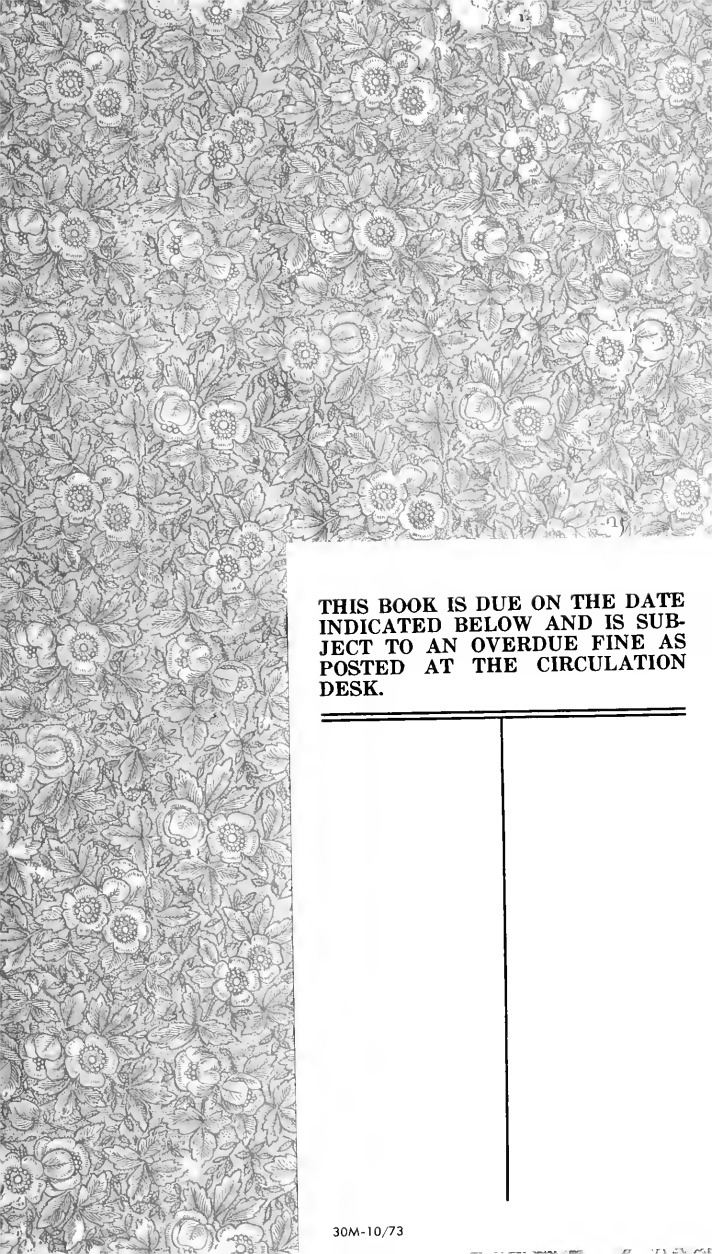 THIS BOOK IS DUE ON THE DATE
INDICATED BELOW AND IS SUB-
JECT TO AN OVERDUE FINE AS
POSTED AT THE CIRCULATION
DESK.
30M-10/73